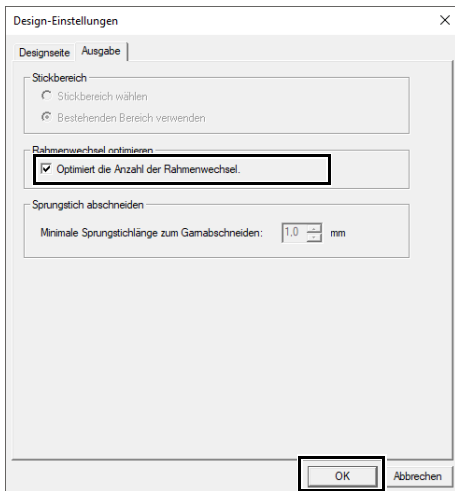 Design-Einstellungen
Designseite Ausgabe
Stickbereich
Stickbereich wählen
Bestehenden Bereich verwenden
Rahmenwechsel optimieren
Optimiert die Anzahl der Rahmenwechsel.
Sprungstich abschneiden
Minimale Sprungstichlänge zum Garnabschneiden: 1,0 mm
OK Abbrechen